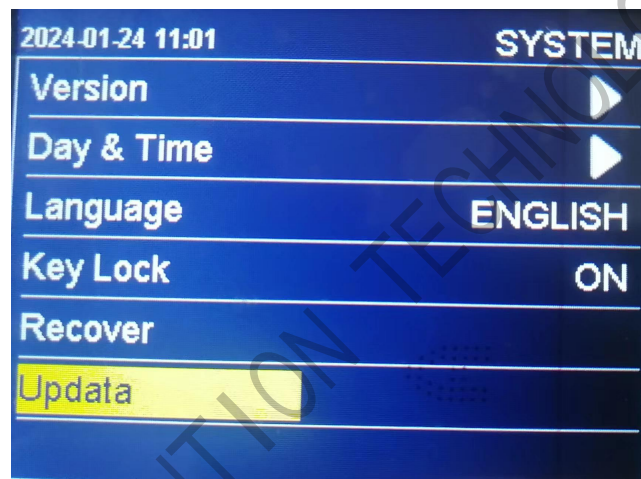 2024-01-24 11:01 SYSTEM
Version
Day & Time
Language ENGLISH
Key Lock ON
Recover
Updata